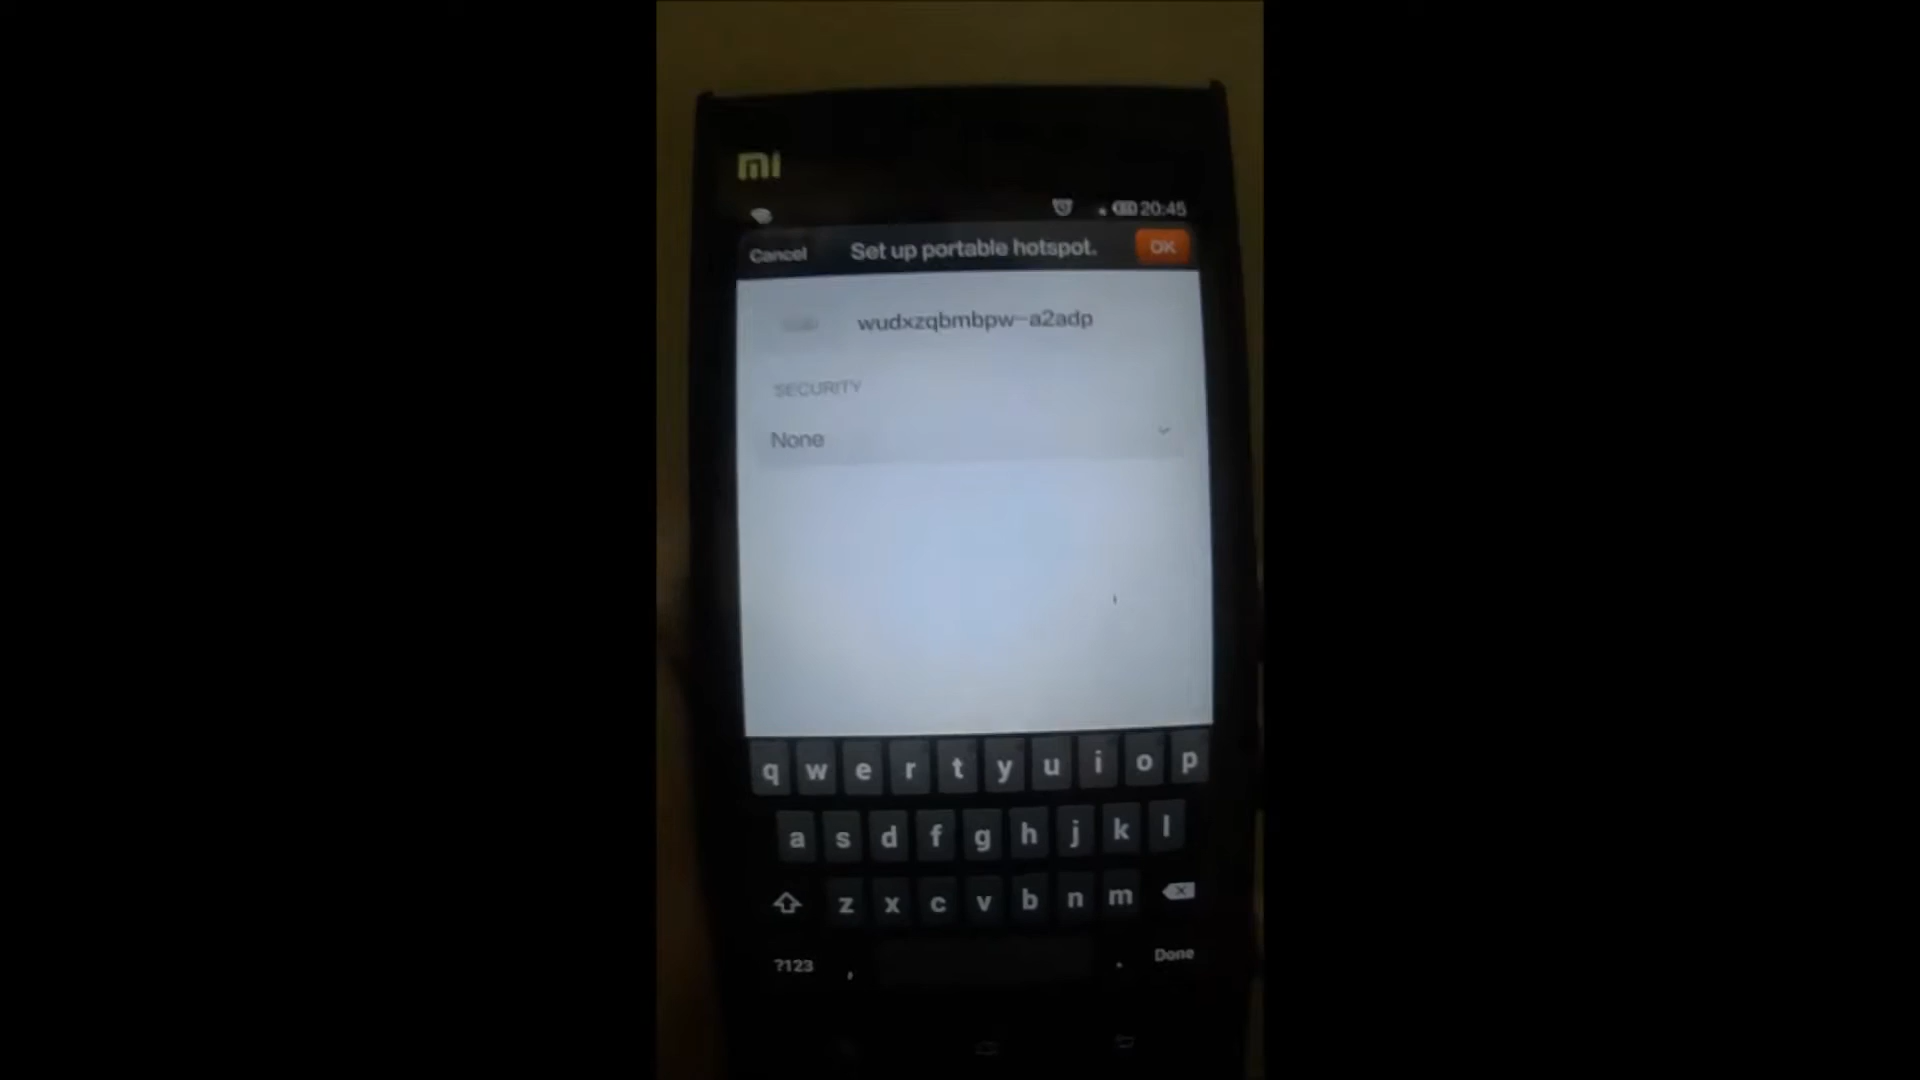 mi
20:45
Cancel Set up portable hotspot. OK
wudxzqbmbpw-a2adp
SECURITY
None
q w e r t y u i o p
a s d f g h j k l
z x c v b n m
?123 , . Done